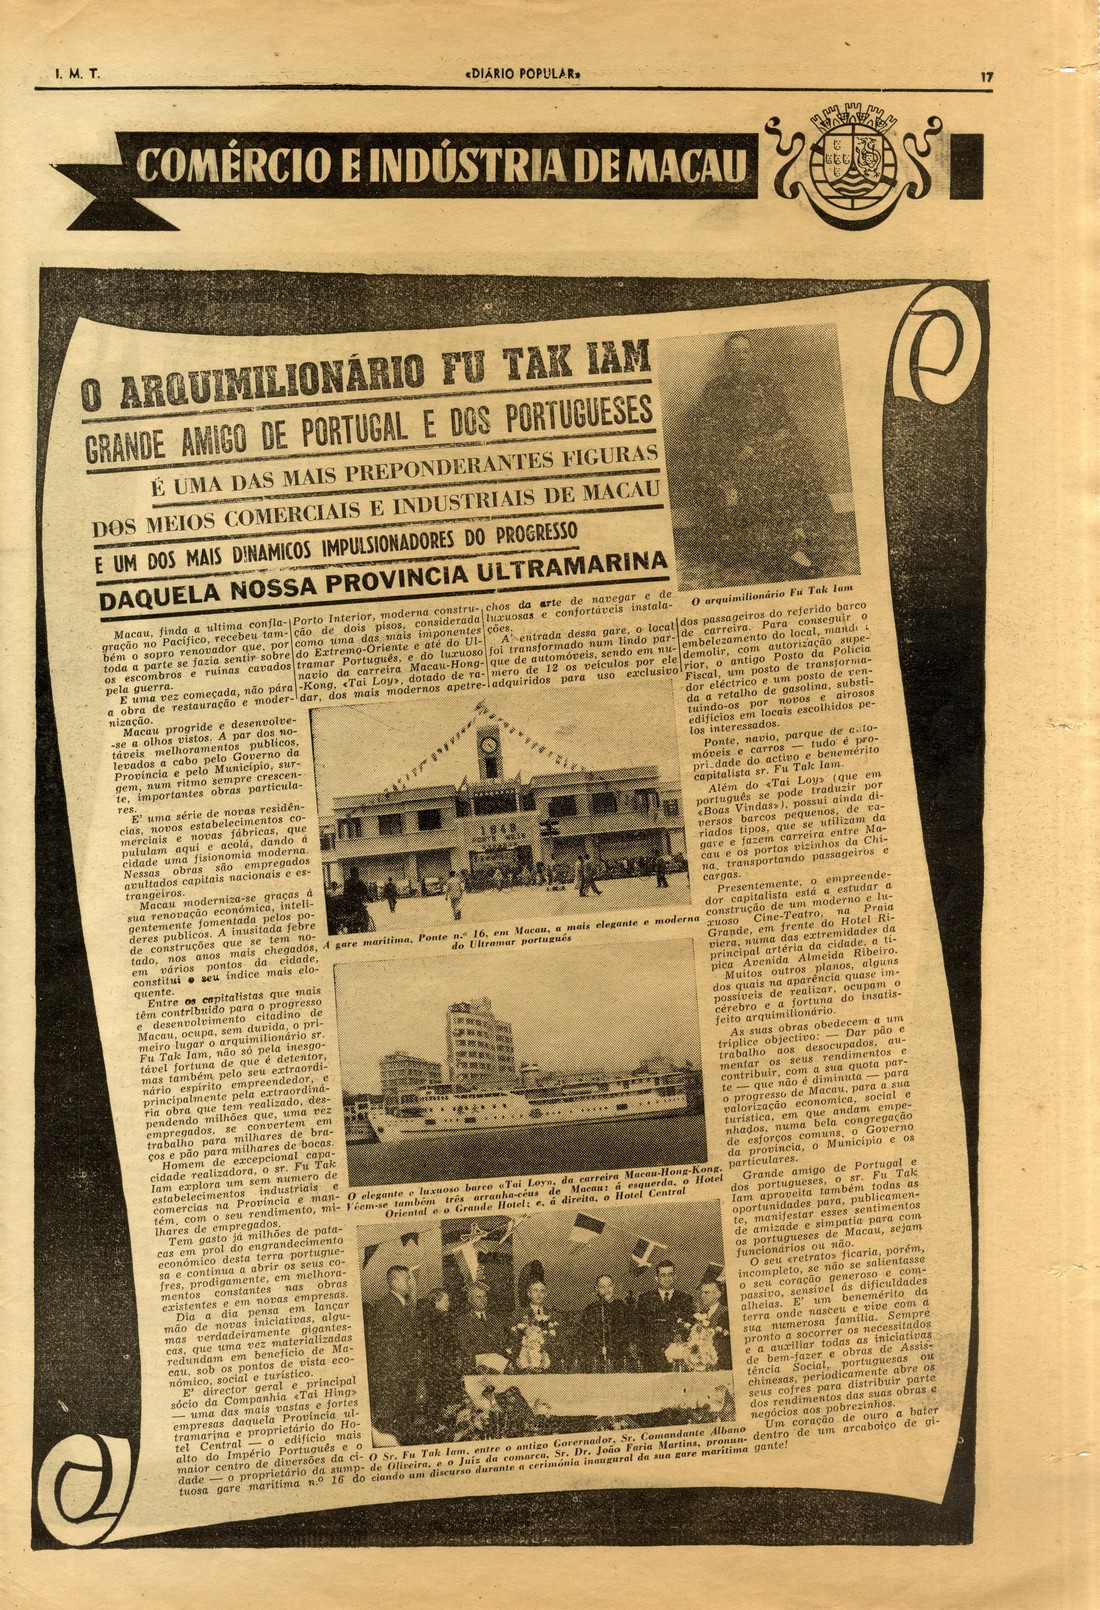 I. M. T.
«DIÁRIO POPULAR»
17
COMÉRCIO E INDÚSTRIA DE MACAU
O ARQUIMILIONÁRIO FU TAK IAM
GRANDE AMIGO DE PORTUGAL E DOS PORTUGUESES
É UMA DAS MAIS PREPONDERANTES FIGURAS
DOS MEIOS COMERCIAIS E INDUSTRIAIS DE MACAU
E UM DOS MAIS DINAMICOS IMPULSIONADORES DO PROGRESSO
DAQUELA NOSSA PROVINCIA ULTRAMARINA
O arquimilionário Fu Tak Iam
Macau, finda a ultima confla-
gração no Pacífico, recebeu tam-
bém o sopro renovador que, por
toda a parte se fazia sentir sobre
os escombros e ruinas cavados
pela guerra.
E uma vez começada, não pára
a obra de restauração e moder-
nização.
Macau progride e desenvolve-
-se a olhos vistos. A par dos no-
táveis melhoramentos publicos,
levados a cabo pelo Governo da
Província e pelo Município, sur-
gem, num ritmo sempre crescen-
te, importantes obras particula-
res.
E' uma série de novas residên-
cias, novos estabelecimentos co-
merciais e novas fábricas, que
pululam aqui e acolá, dando á
cidade uma fisionomia moderna.
Nessas obras são empregados
avultados capitais nacionais e es-
trangeiros.
Macau moderniza-se graças à
sua renovação económica, inteli-
gentemente fomentada pelos po-
deres publicos. A inusitada febre
de construções que se tem no-
tado, nos anos mais chegados,
em vários pontos da cidade,
constitui o seu índice mais elo-
quente.
Entre os capitalistas que mais
têm contribuído para o progresso
e desenvolvimento citadino de
Macau, ocupa, sem duvida, o pri-
meiro lugar o arquimilionário sr.
Fu Tak Iam, não só pela inesgo-
tável fortuna de que é detentor,
mas também pelo seu extraordi-
nário espírito empreendedor, e
principalmente pela extraordiná-
ria obra que tem realizado, des-
pendendo milhões que, uma vez
empregados, se convertem em
trabalho para milhares de bra-
ços e pão para milhares de bocas.
Homem de excepcional capa-
cidade realizadora, o sr. Fu Tak
Iam explora um sem numero de
estabelecimentos industriais e
comercias na Província e man-
tém, com o seu rendimento, mi-
lhares de empregados.
Tem gasto já milhões de pata-
cas em prol do engrandecimento
económico desta terra portugue-
sa e continua a abrir os seus co-
fres, prodigamente, em melhora-
mentos constantes nas obras
existentes e em novas empresas.
Dia a dia pensa em lançar
mão de novas iniciativas, algu-
mas verdadeiramente gigantes-
cas, que uma vez materializadas
redundam em beneficio de Ma-
cau, sob os pontos de vista eco-
nómico, social e turístico.
E' director geral e principal
sócio da Companhia «Tai Hing»
— uma das mais vastas e fortes
empresas daquela Provincia ul-
tramarina e proprietário do Ho-
tel Central — o edifício mais
alto do Império Português e o
maior centro de diversões da ci-
dade — o proprietário da sump-
tuosa gare marítima n.º 16 do
Porto Interior, moderna constru-
ção de dois pisos, considerada
como uma das mais imponentes
do Extremo-Oriente e até do Ul-
tramar Português, e do luxuoso
navio da carreira Macau-Hong-
-Kong, «Tai Loy», dotado de ra-
dar, dos mais modernos apetre-
chos da arte de navegar e de
luxuosas e confortáveis instala-
ções.
A' entrada dessa gare, o local
foi transformado num lindo par-
que de automóveis, sendo em nu-
mero de 12 os veículos por ele
adquiridos para uso exclusivo
1949
A gare marítima, Ponte n.º 16, em Macau, a mais elegante e moderna
do Ultramar português
O elegante e luxuoso barco «Tai Loy», da carreira Macau-Hong-Kong.
Vêem-se também três arranha-céus de Macau: á esquerda, o Hotel
Oriental e o Grande Hotel; e, á direita, o Hotel Central
O Sr. Fu Tak Iam, entre o antigo Governador, Sr. Comandante Albano
de Oliveira, e o Juiz da comarca, Sr. Dr. João Faria Martins, pronun-
ciando um discurso durante a cerimónia inaugural da sua gare marítima
dos passageiros do referido barco
de carreira. Para conseguir o
embelezamento do local, mandou
demolir, com autorização supe-
rior, o antigo Posto da Polícia
Fiscal, um posto de transforma-
dor eléctrico e um posto de ven-
da a retalho de gasolina, substi-
tuindo-os por novos e airosos
edifícios em locais escolhidos pe-
los interessados.
Ponte, navio, parque de auto-
móveis e carros — tudo é pro-
priedade do activo e benemérito
capitalista sr. Fu Tak Iam.
Além do «Tai Loy» (que em
português se pode traduzir por
«Boas Vindas»), possui ainda di-
versos barcos pequenos, de va-
riados tipos, que se utilizam da
gare e fazem carreira entre Ma-
cau e os portos vizinhos da Chi-
na, transportando passageiros e
cargas.
Presentemente, o empreende-
dor capitalista está a estudar a
construção de um moderno e lu-
xuoso Cine-Teatro, na Praia
Grande, em frente do Hotel Ri-
viera, numa das extremidades da
principal artéria da cidade, a ti-
pica Avenida Almeida Ribeiro.
Muitos outros planos, alguns
dos quais na aparência quase im-
possíveis de realizar, ocupam o
cérebro e a fortuna do insatis-
feito arquimilionário.
As suas obras obedecem a um
tríplice objectivo: — Dar pão e
trabalho aos desocupados, au-
mentar os seus rendimentos e
contribuir, com a sua quota par-
te — que não é diminuta — para
o progresso de Macau, para a sua
valorização economica, social e
turística, em que andam empe-
nhados, numa bela congregação
de esforços comuns, o Governo
da província, o Município e os
particulares.
Grande amigo de Portugal e
dos portugueses, o sr. Fu Tak
Iam aproveita também todas as
oportunidades para, publicamen-
te, manifestar esses sentimentos
de amizade e simpatia para com
os portugueses de Macau, sejam
funcionários ou não.
O seu «retrato» ficaria, porém,
incompleto, se não se salientasse
o seu coração generoso e com-
passivo, sensível ás dificuldades
alheias. E' um benemérito da
terra onde nasceu e vive com a
sua numerosa família. Sempre
pronto a socorrer os necessitados
e a auxiliar todas as iniciativas
de bem-fazer e obras de Assis-
tência Social, portuguesas ou
chinesas, periodicamente abre os
seus cofres para distribuir parte
dos rendimentos das suas obras e
negócios aos pobrezinhos.
Um coração de ouro a bater
dentro de um arcaboiço de gi-
gante!